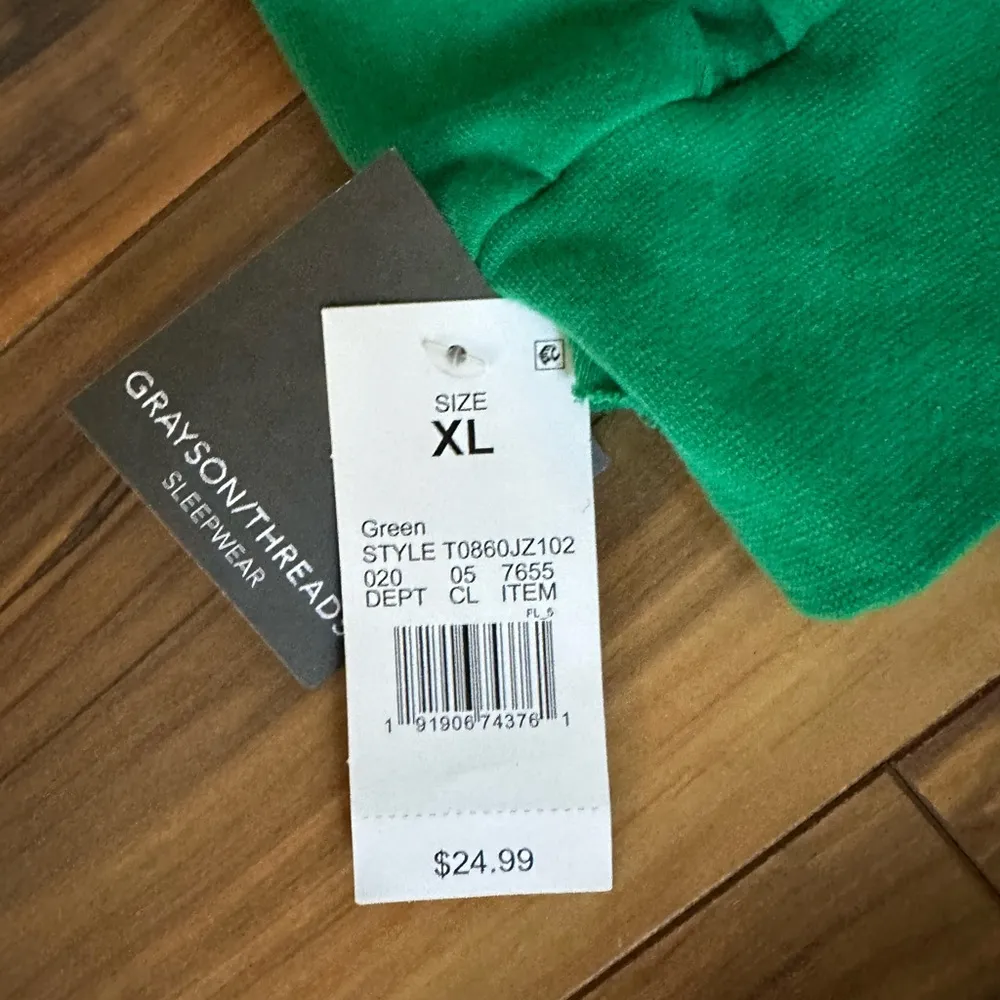 GRAYSON/THREADS
SLEEPWEAR
SIZE
XL
Green
STYLE T0860JZ102
020 05 7655
DEPT CL ITEM
FL_5
1 91906 74376 1
$24.99